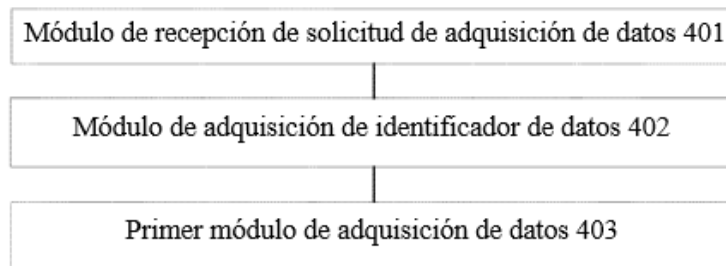 Módulo de recepción de solicitud de adquisición de datos 401
Módulo de adquisición de identificador de datos 402
Primer módulo de adquisición de datos 403